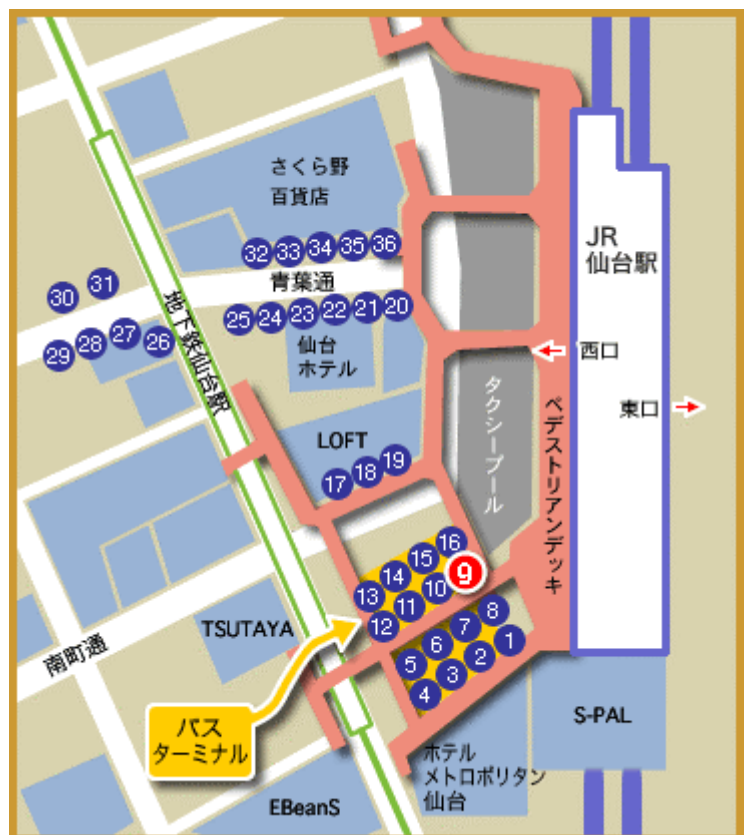 さくら野
百貨店
JR
仙台駅
32 33 34 35 36
青葉通
30 31
25 24 23 22 21 20
29 28 27 26
地下鉄仙台駅
仙台
ホテル
西口
東口
タクシープール
ペデストリアンデッキ
LOFT
17 18 19
16
15
14
13
9
10
11
12
TSUTAYA
南町通
8
7
6
5
1
2
3
4
バス
ターミナル
S-PAL
ホテル
メトロポリタン
仙台
EBeanS